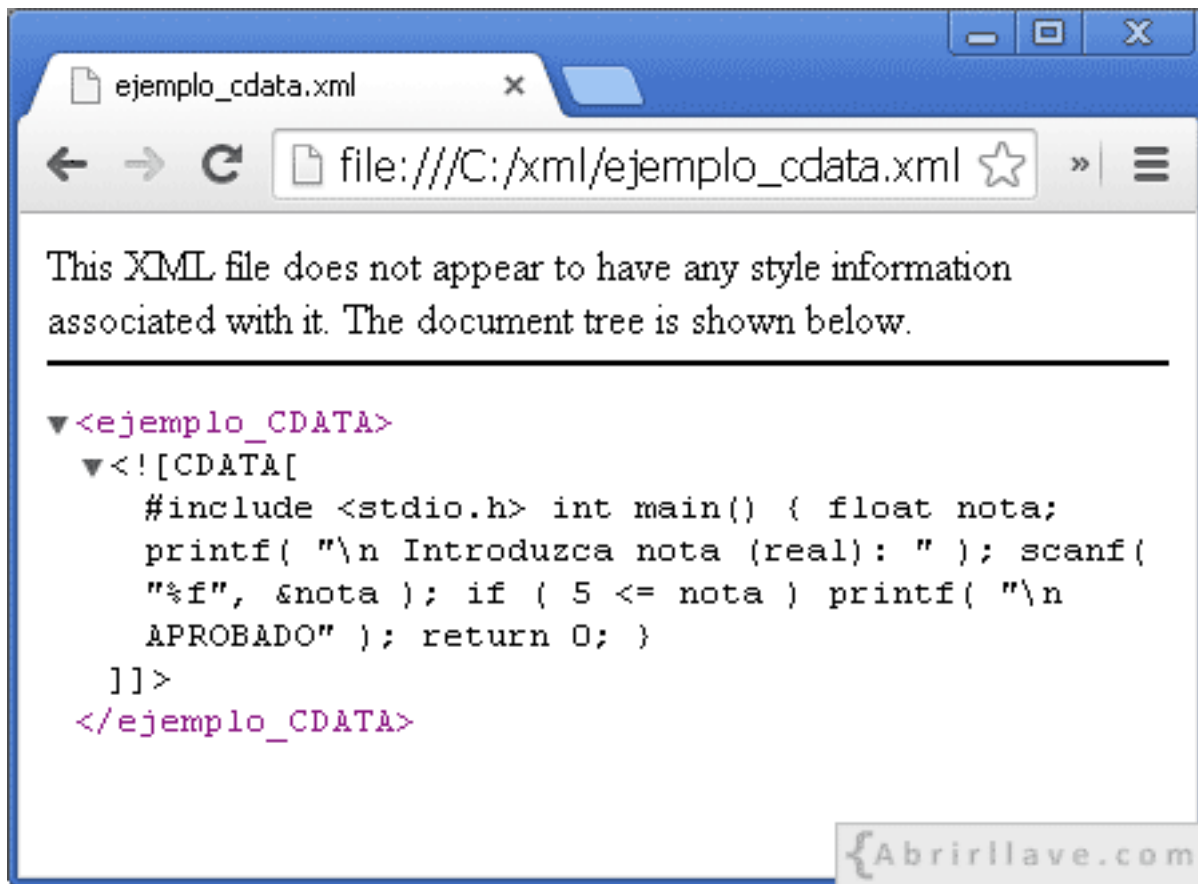 ejemplo_cdata.xml
file:///C:/xml/ejemplo_cdata.xml
This XML file does not appear to have any style information
associated with it. The document tree is shown below.
<ejemplo_CDATA>
<![CDATA[
#include <stdio.h> int main() { float nota;
printf( "\n Introduzca nota (real): " ); scanf(
"%f", &nota ); if ( 5 <= nota ) printf( "\n
APROBADO" ); return 0; }
]]>
</ejemplo_CDATA>
{Abrirllave.com